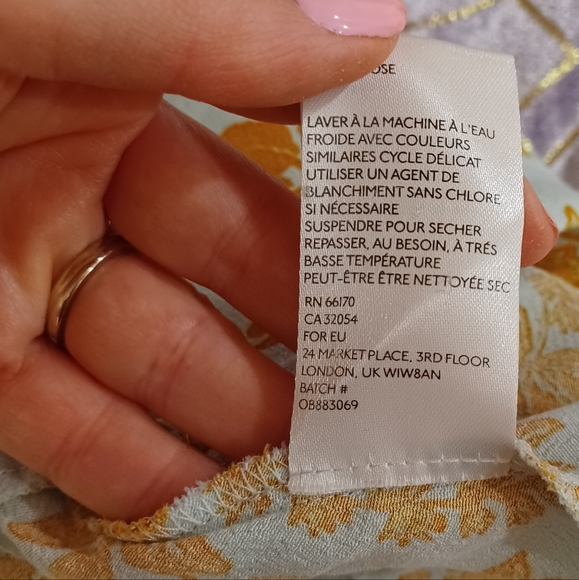 LAVER À LA MACHINE À L'EAU
FROIDE AVEC COULEURS
SIMILAIRES CYCLE DÉLICAT
UTILISER UN AGENT DE
BLANCHIMENT SANS CHLORE
SI NÉCESSAIRE
SUSPENDRE POUR SECHER
REPASSER, AU BESOIN, À TRÉS
BASSE TEMPÉRATURE
PEUT-ÊTRE ÊTRE NETTOYÉE SEC
RN 66170
CA 32054
FOR EU
24 MARKET PLACE, 3RD FLOOR
LONDON, UK W1W8AN
BATCH #
OB883069